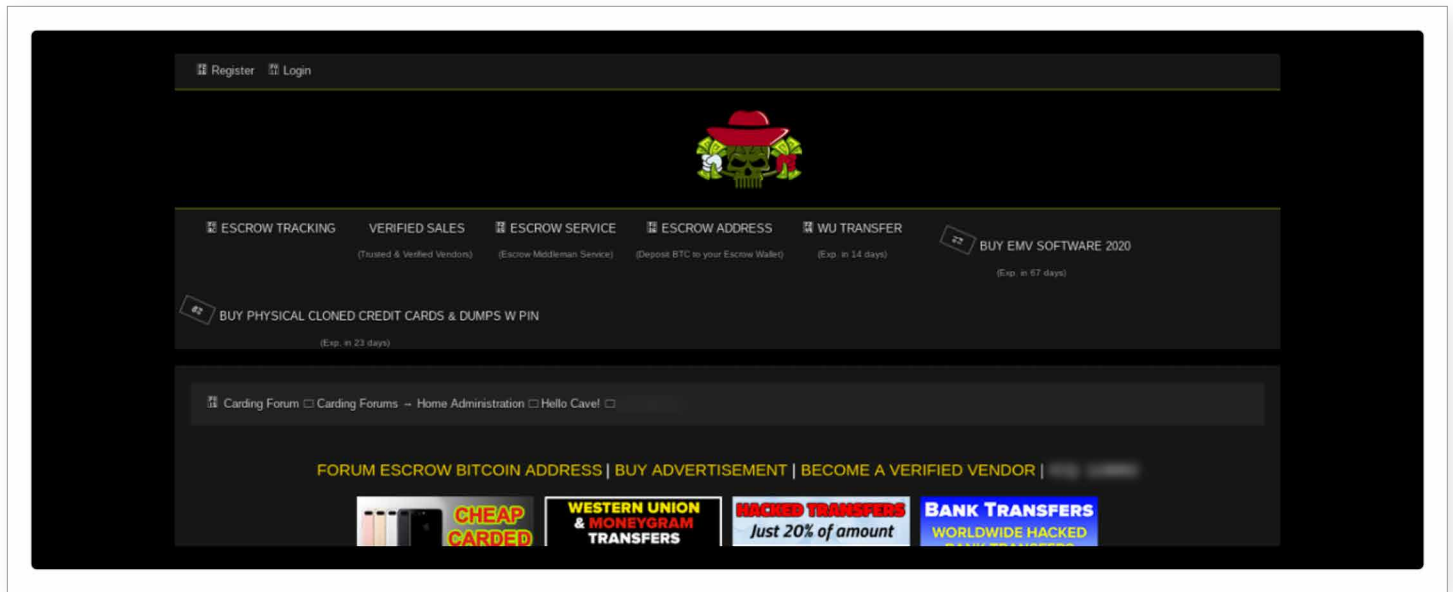 Register Login
ESCROW TRACKING VERIFIED SALES ESCROW SERVICE ESCROW ADDRESS WU TRANSFER
(Trusted & Verified Vendors) (Escrow Middleman Service) (Deposit BTC to your Escrow Wallet) (Exp. in 14 days)
BUY EMV SOFTWARE 2020
(Exp. in 67 days)
BUY PHYSICAL CLONED CREDIT CARDS & DUMPS W PIN
(Exp. in 23 days)
Carding Forum Carding Forums → Home Administration Hello Cave!
FORUM ESCROW BITCOIN ADDRESS | BUY ADVERTISEMENT | BECOME A VERIFIED VENDOR |
CHEAP
CARDED
WESTERN UNION
& MONEYGRAM
TRANSFERS
HACKED TRANSFERS
Just 20% of amount
BANK TRANSFERS
WORLDWIDE HACKED
BANK TRANSFERS